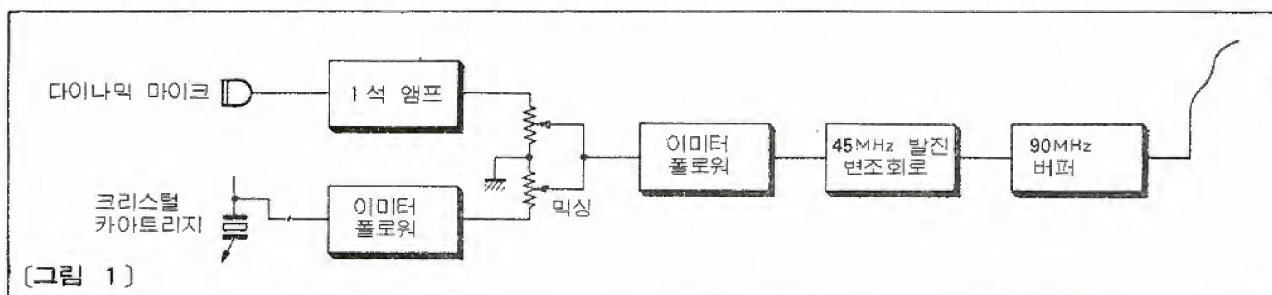 다이나믹 마이크
1석 앰프
크리스털
카아트리지
이미터
폴로워
믹싱
이미터
폴로워
45MHz 발진
변조회로
90MHz
버퍼
〔그림 1〕